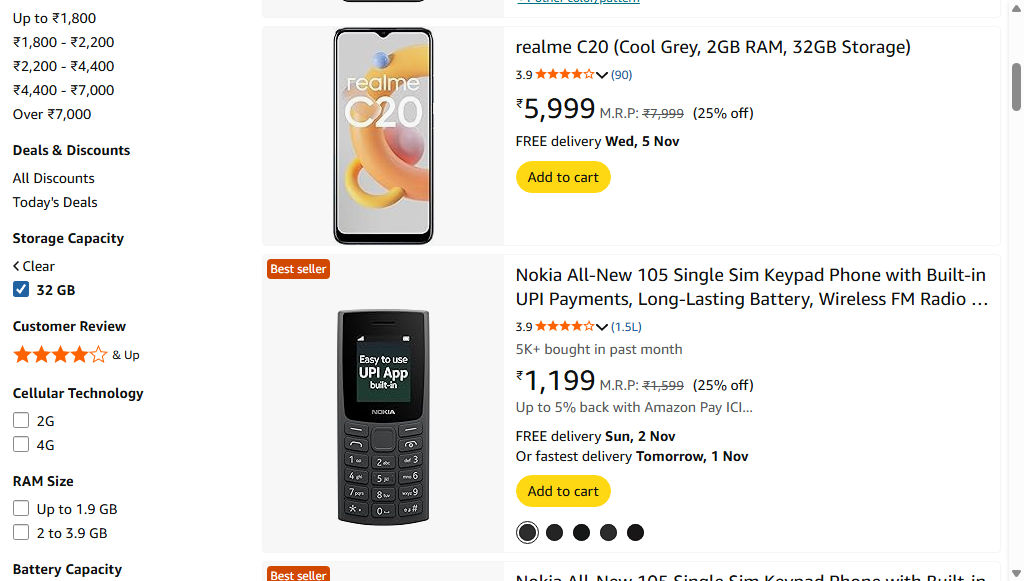 Up to ₹1,800
₹1,800 - ₹2,200
₹2,200 - ₹4,400
₹4,400 - ₹7,000
Over ₹7,000
Deals & Discounts
All Discounts
Today's Deals
Storage Capacity
Clear
32 GB
Customer Review
& Up
Cellular Technology
2G
4G
RAM Size
Up to 1.9 GB
2 to 3.9 GB
Battery Capacity
+1 other color/pattern
realme
C20
realme C20 (Cool Grey, 2GB RAM, 32GB Storage)
3.9 (90)
₹5,999 M.R.P: ₹7,999 (25% off)
FREE delivery Wed, 5 Nov
Add to cart
Best seller
Easy to use
UPI App
built-in
NOKIA
Nokia All-New 105 Single Sim Keypad Phone with Built-in
UPI Payments, Long-Lasting Battery, Wireless FM Radio …
3.9 (1.5L)
5K+ bought in past month
₹1,199 M.R.P: ₹1,599 (25% off)
Up to 5% back with Amazon Pay ICI…
FREE delivery Sun, 2 Nov
Or fastest delivery Tomorrow, 1 Nov
Add to cart
Best seller
Nokia All-New 105 Single Sim Keypad Phone with Built-in